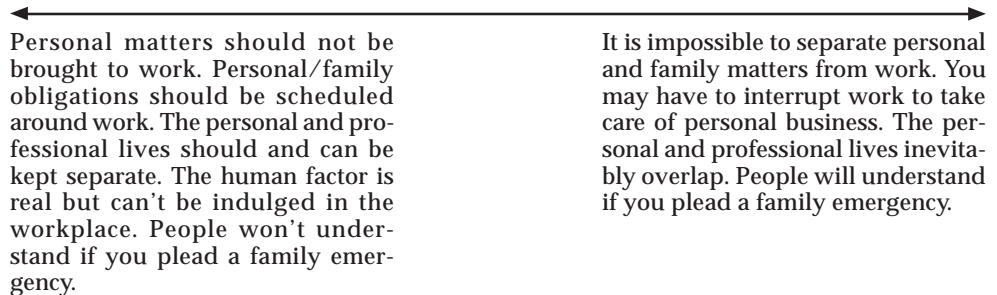 Personal matters should not be
brought to work. Personal/family
obligations should be scheduled
around work. The personal and pro-
fessional lives should and can be
kept separate. The human factor is
real but can't be indulged in the
workplace. People won't under-
stand if you plead a family emer-
gency.
It is impossible to separate personal
and family matters from work. You
may have to interrupt work to take
care of personal business. The per-
sonal and professional lives inevita-
bly overlap. People will understand
if you plead a family emergency.